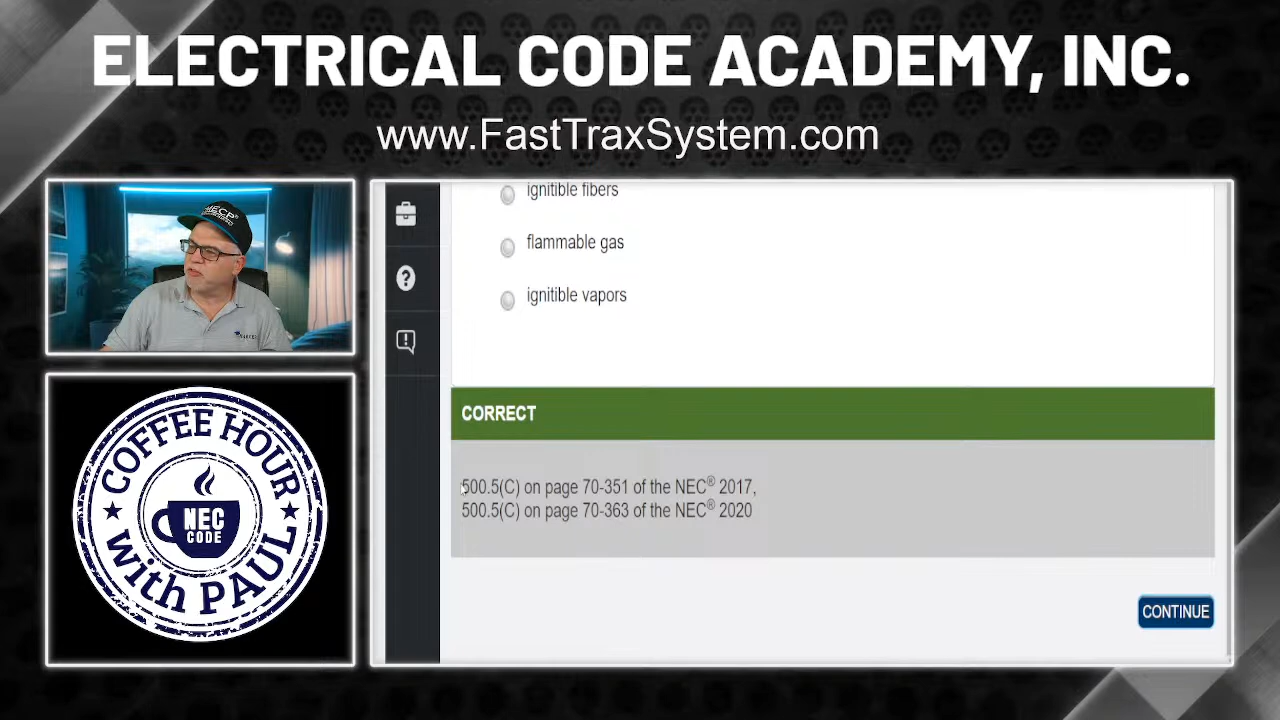 ELECTRICAL CODE ACADEMY, INC.
www.FastTraxSystem.com
ignitible fibers
flammable gas
ignitible vapors
CORRECT
500.5(C) on page 70-351 of the NEC® 2017,
500.5(C) on page 70-363 of the NEC® 2020
CONTINUE
COFFEE HOUR
NEC
CODE
with PAUL